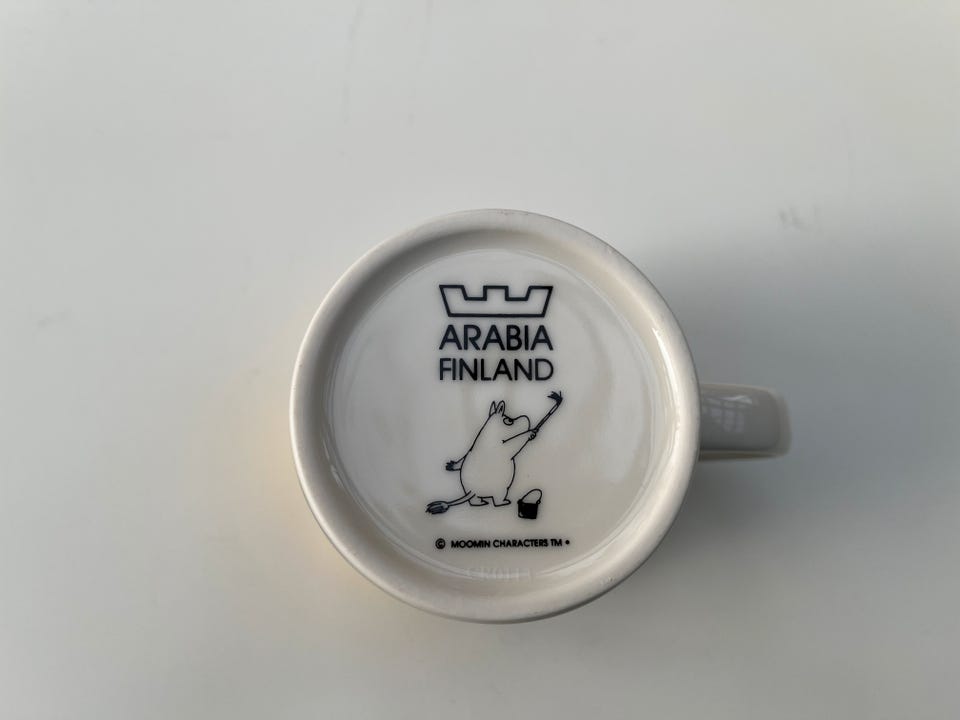 ARABIA
FINLAND
© MOOMIN CHARACTERS TM •